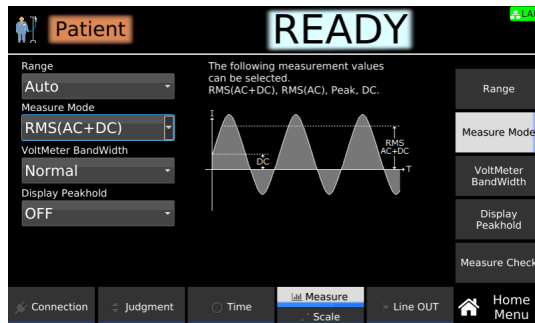 Patient
READY
LA
Range
Auto
Measure Mode
RMS(AC+DC)
VoltMeter BandWidth
Normal
Display Peakhold
OFF
The following measurement values
can be selected.
RMS(AC+DC), RMS(AC), Peak, DC.
I
DC
RMS
AC+DC
T
Range
Measure Mode
VoltMeter
BandWidth
Display
Peakhold
Measure Check
Connection
Judgment
Time
Measure
Scale
Line OUT
Home
Menu